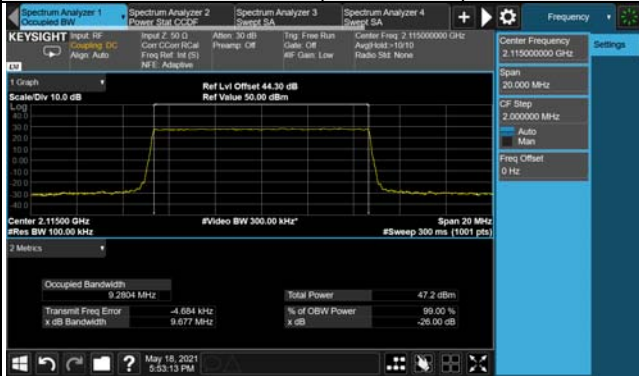 Spectrum Analyzer 1
Occupied BW
Spectrum Analyzer 2
Power Stat CCDF
Spectrum Analyzer 3
Swept SA
Spectrum Analyzer 4
Swept SA
Frequency
KEYSIGHT
Input: RF
Coupling: DC
Align: Auto
Input Z: 50 Ω
Corr CCorr RCal
Freq Ref: Int (S)
NFE: Adaptive
Atten: 30 dB
Preamp: Off
Trig: Free Run
Gate: Off
#IF Gain: Low
Center Freq: 2.115000000 GHz
Avg|Hold:>10/10
Radio Std: None
Center Frequency
2.115000000 GHz
Settings
Span
20.000 MHz
CF Step
2.000000 MHz
Auto
Man
Freq Offset
0 Hz
1 Graph
Scale/Div 10.0 dB
Ref Lvl Offset 44.30 dB
Ref Value 50.00 dBm
Log
40.0
30.0
20.0
10.0
0.00
-10.0
-20.0
-30.0
-40.0
Center 2.11500 GHz
#Res BW 100.00 kHz
#Video BW 300.00 kHz*
Span 20 MHz
#Sweep 300 ms (1001 pts)
2 Metrics
Occupied Bandwidth
9.2804 MHz
Total Power
47.2 dBm
Transmit Freq Error
-4.684 kHz
% of OBW Power
99.00 %
x dB Bandwidth
9.677 MHz
x dB
-26.00 dB
May 18, 2021
5:53:13 PM